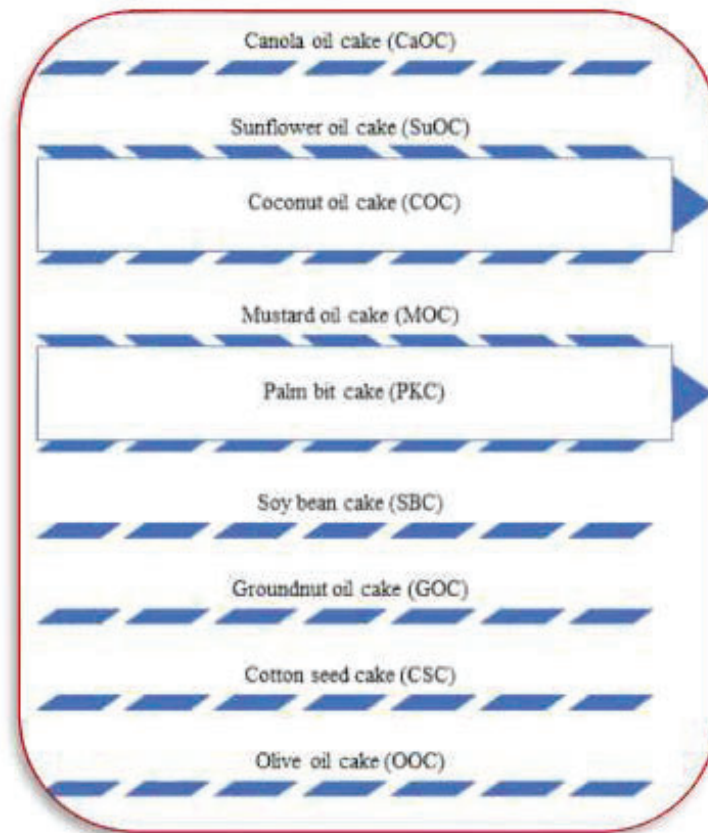 Canola oil cake (CaOC)
Sunflower oil cake (SuOC)
Coconut oil cake (COC)
Mustard oil cake (MOC)
Palm bit cake (PKC)
Soy bean cake (SBC)
Groundnut oil cake (GOC)
Cotton seed cake (CSC)
Olive oil cake (OOC)